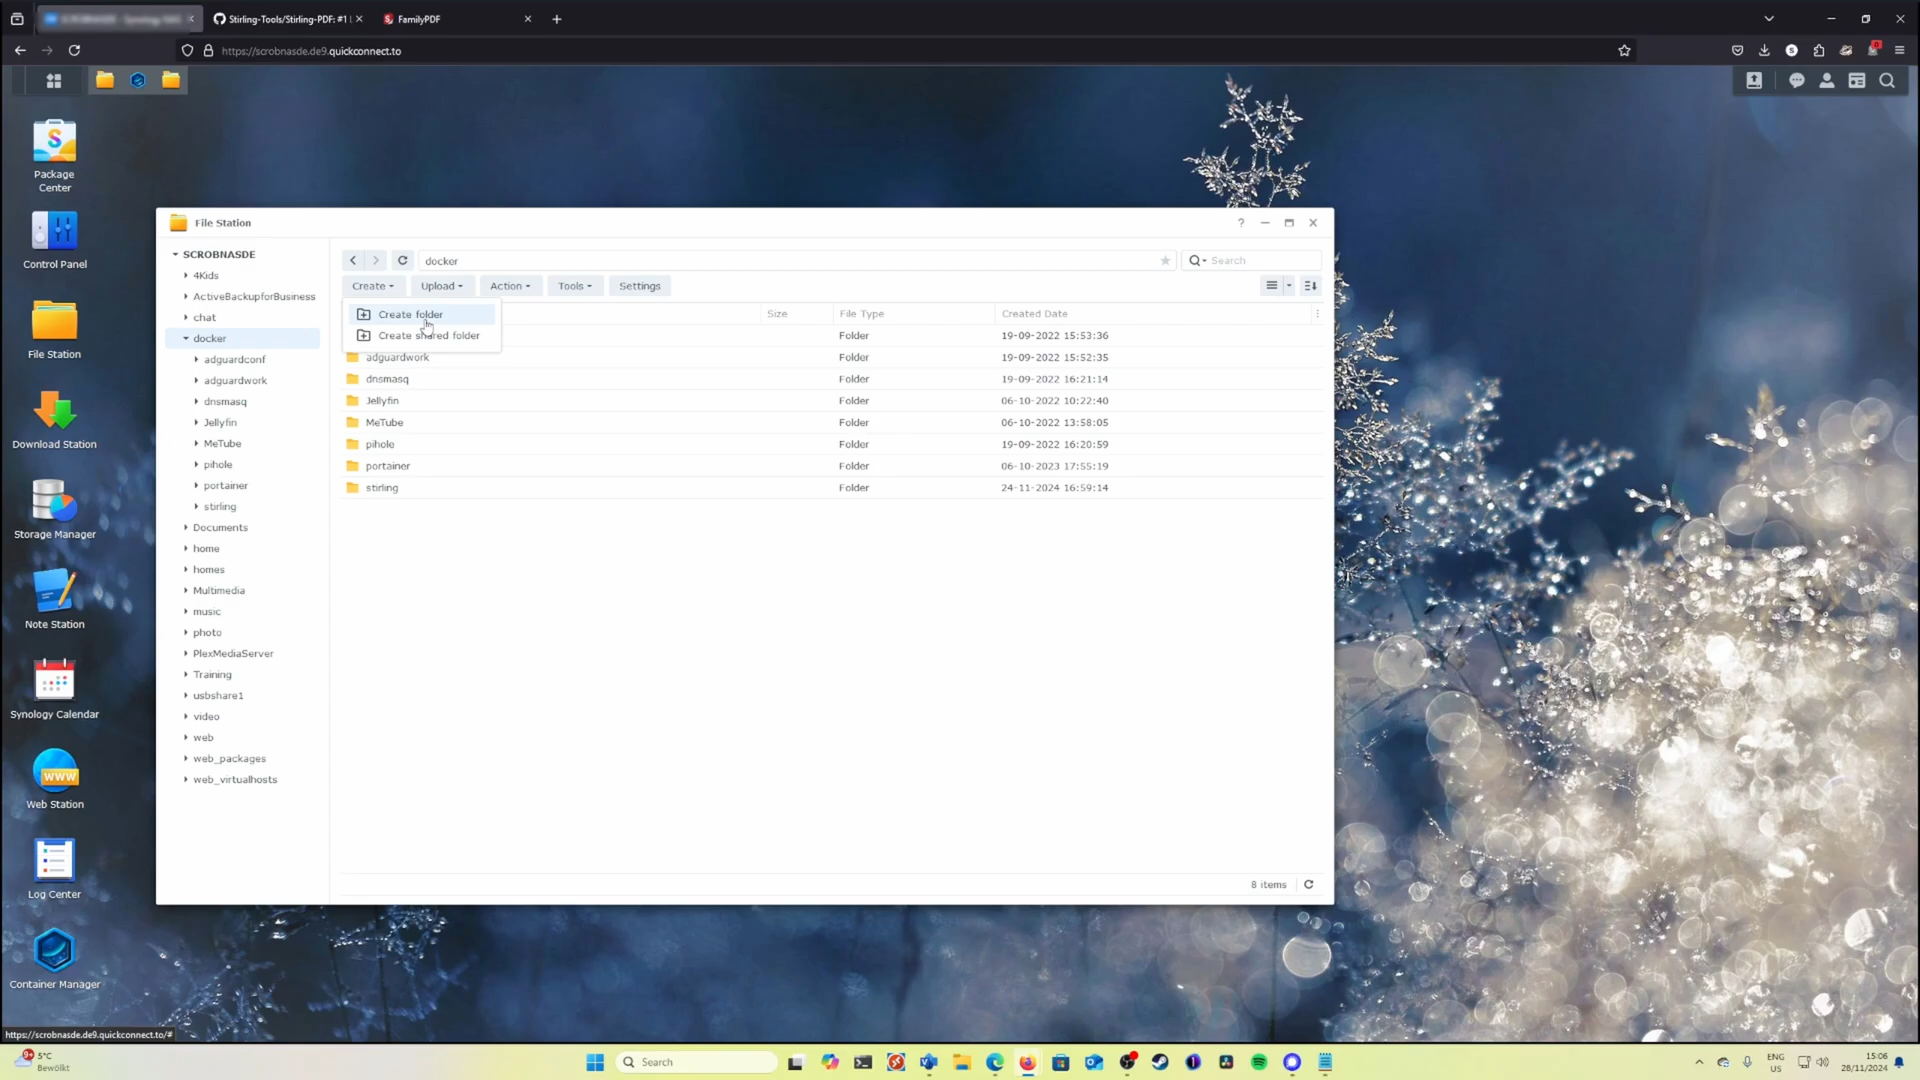 Stirling-Tools/Stirling-PDF: #1 L
FamilyPDF
https://scrobnasde.de9.quickconnect.to
Package
Center
Control Panel
File Station
Download Station
Storage Manager
Note Station
Synology Calendar
WWW
Web Station
Log Center
Container Manager
File Station
SCROBNASDE
4Kids
ActiveBackupforBusiness
chat
docker
adguardconf
adguardwork
dnsmasq
Jellyfin
MeTube
pihole
portainer
stirling
Documents
home
homes
Multimedia
music
photo
PlexMediaServer
Training
usbshare1
video
web
web_packages
web_virtualhosts
docker
Search
Create
Upload
Action
Tools
Settings
Create folder
Create shared folder
Size
File Type
Created Date
Folder
19-09-2022 15:53:36
adguardwork
Folder
19-09-2022 15:52:35
dnsmasq
Folder
19-09-2022 16:21:14
Jellyfin
Folder
06-10-2022 10:22:40
MeTube
Folder
06-10-2022 13:58:05
pihole
Folder
19-09-2022 16:20:59
portainer
Folder
06-10-2023 17:55:19
stirling
Folder
24-11-2024 16:59:14
8 items
https://scrobnasde.de9.quickconnect.to/#
9+
5°C
Bewölkt
Search
ENG
US
15:06
28/11/2024